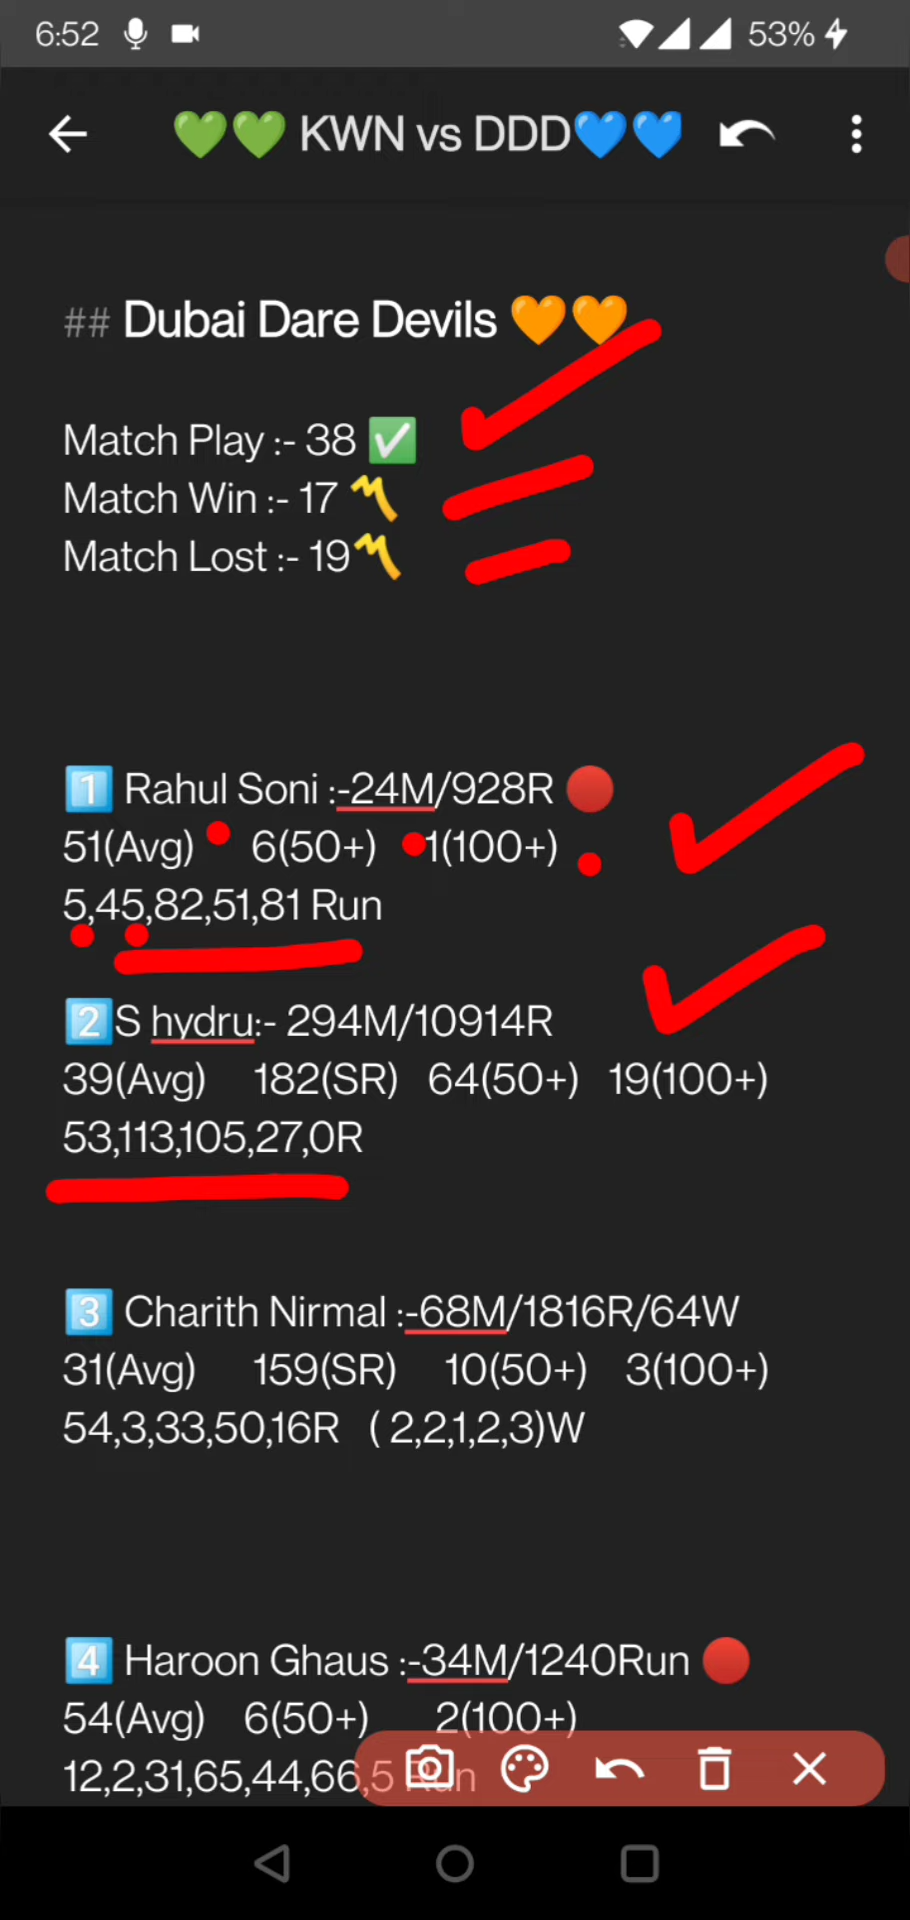 6:52 53%
💚💚 KWN vs DDD💙💙
## Dubai Dare Devils 🧡🧡
Match Play :- 38 ✅
Match Win :- 17 〽️
Match Lost :- 19〽️
1️⃣ Rahul Soni :-24M/928R 🔴
51(Avg) 6(50+) 1(100+)
5,45,82,51,81 Run
2️⃣S hydru:- 294M/10914R
39(Avg) 182(SR) 64(50+) 19(100+)
53,113,105,27,0R
3️⃣ Charith Nirmal :-68M/1816R/64W
31(Avg) 159(SR) 10(50+) 3(100+)
54,3,33,50,16R ( 2,2,1,2,3)W
4️⃣ Haroon Ghaus :-34M/1240Run 🔴
54(Avg) 6(50+) 2(100+)
12,2,31,65,44,66,5 Run